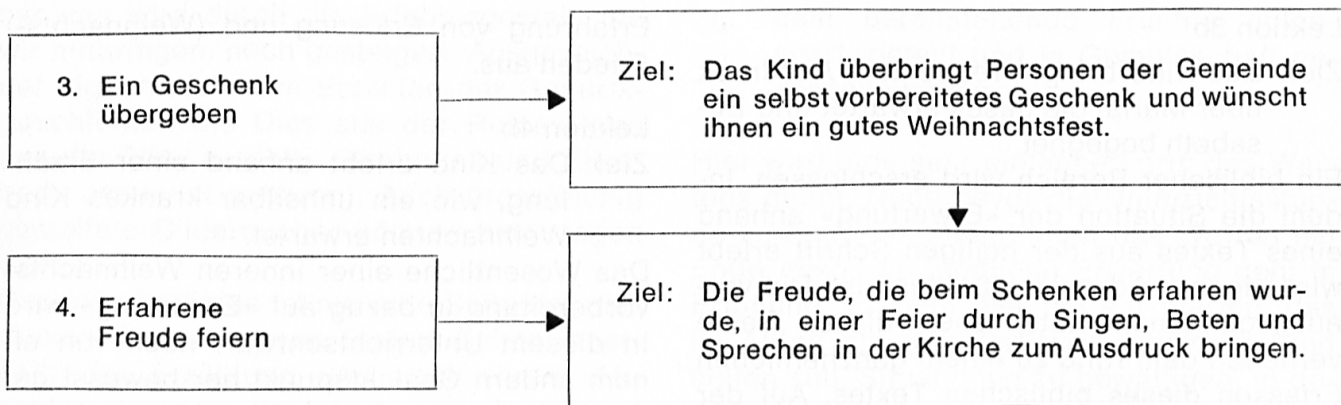 3. Ein Geschenk
übergeben
Ziel: Das Kind überbringt Personen der Gemeinde
ein selbst vorbereitetes Geschenk und wünscht
ihnen ein gutes Weihnachtsfest.
4. Erfahrene
Freude feiern
Ziel: Die Freude, die beim Schenken erfahren wur-
de, in einer Feier durch Singen, Beten und
Sprechen in der Kirche zum Ausdruck bringen.